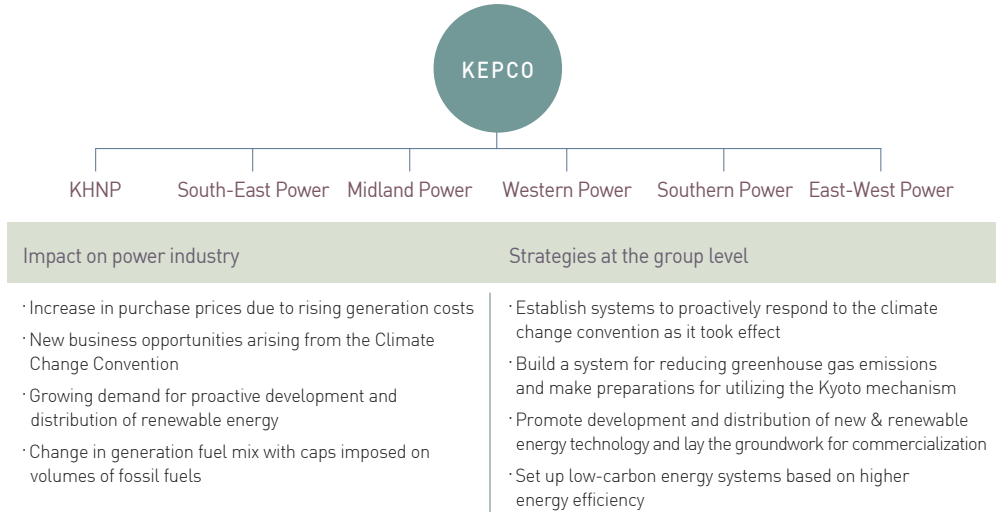 KEPCO
KHNP
South-East Power
Midland Power
Western Power
Southern Power
East-West Power
Impact on power industry
· Increase in purchase prices due to rising generation costs
· New business opportunities arising from the Climate
Change Convention
· Growing demand for proactive development and
distribution of renewable energy
· Change in generation fuel mix with caps imposed on
volumes of fossil fuels
Strategies at the group level
· Establish systems to proactively respond to the climate
change convention as it took effect
· Build a system for reducing greenhouse gas emissions
and make preparations for utilizing the Kyoto mechanism
· Promote development and distribution of new & renewable
energy technology and lay the groundwork for commercialization
· Set up low-carbon energy systems based on higher
energy efficiency